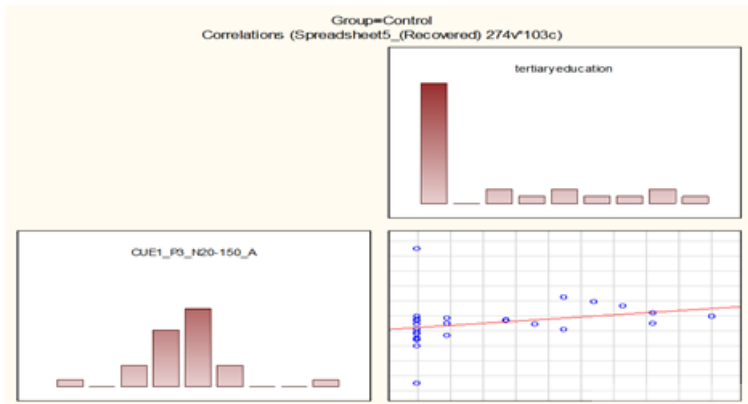 Group=Control
Correlations (Spreadsheet5_(Recovered) 274v*103c)
tertiaryeducation
CUE1_P3_N20-150_A